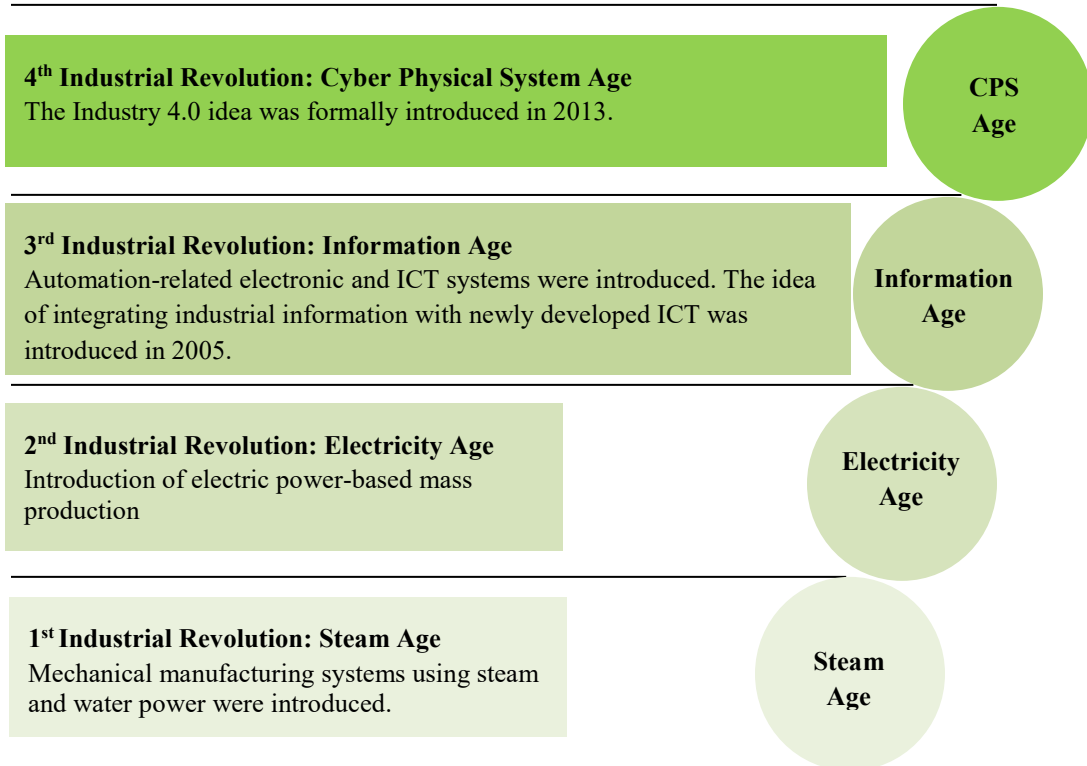 4th Industrial Revolution: Cyber Physical System Age
The Industry 4.0 idea was formally introduced in 2013.
CPS
Age
3rd Industrial Revolution: Information Age
Automation-related electronic and ICT systems were introduced. The idea
of integrating industrial information with newly developed ICT was
introduced in 2005.
Information
Age
2nd Industrial Revolution: Electricity Age
Introduction of electric power-based mass
production
Electricity
Age
1st Industrial Revolution: Steam Age
Mechanical manufacturing systems using steam
and water power were introduced.
Steam
Age